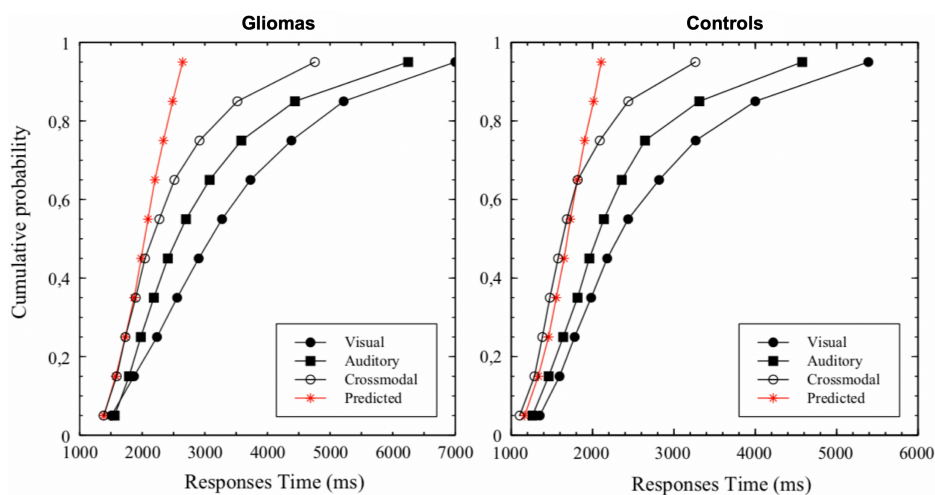 Gliomas
Controls
1
0,8
0,6
0,4
0,2
0
1000 2000 3000 4000 5000 6000 7000
Cumulative probability
Responses Time (ms)
Visual
Auditory
Crossmodal
Predicted
1
0,8
0,6
0,4
0,2
0
1000 2000 3000 4000 5000 6000
Responses Time (ms)
Visual
Auditory
Crossmodal
Predicted